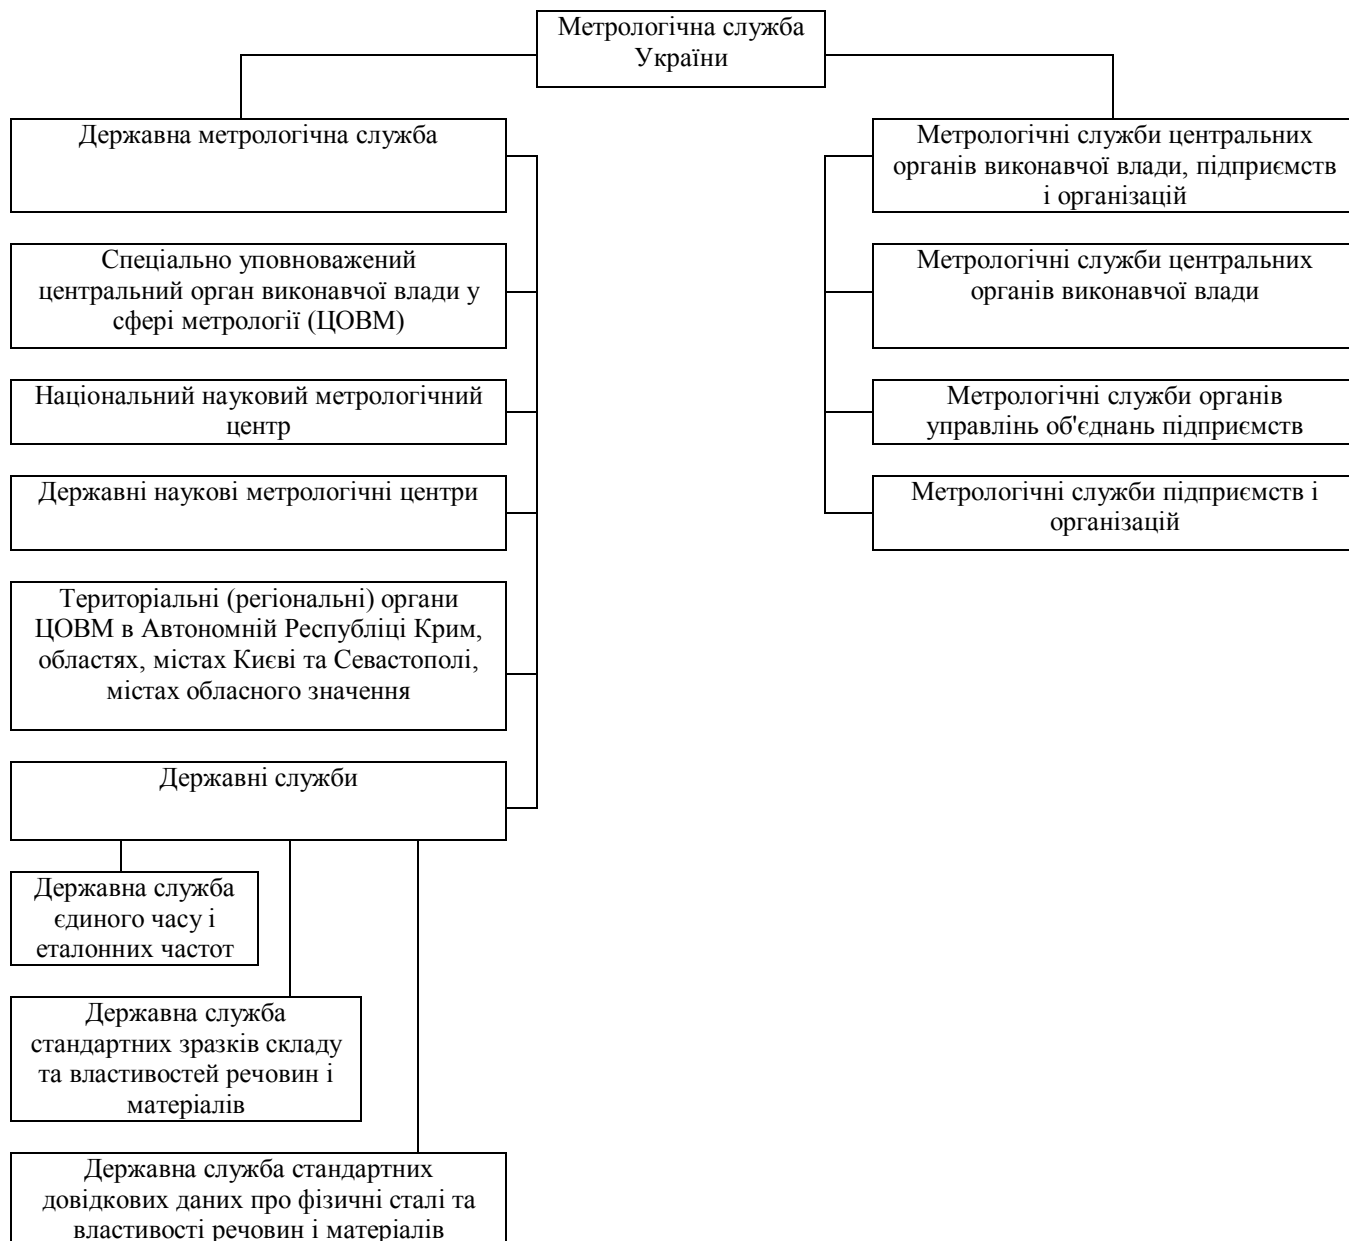 Метрологічна служба
України
Державна метрологічна служба
Спеціально уповноважений
центральний орган виконавчої влади у
сфері метрології (ЦОВМ)
Національний науковий метрологічний
центр
Державні наукові метрологічні центри
Територіальні (регіональні) органи
ЦОВМ в Автономній Республіці Крим,
областях, містах Києві та Севастополі,
містах обласного значення
Державні служби
Державна служба
єдиного часу і
еталонних частот
Державна служба
стандартних зразків складу
та властивостей речовин і
матеріалів
Державна служба стандартних
довідкових даних про фізичні сталі та
властивості речовин і матеріалів
Метрологічні служби центральних
органів виконавчої влади, підприємств
і організацій
Метрологічні служби центральних
органів виконавчої влади
Метрологічні служби органів
управлінь об'єднань підприємств
Метрологічні служби підприємств і
організацій